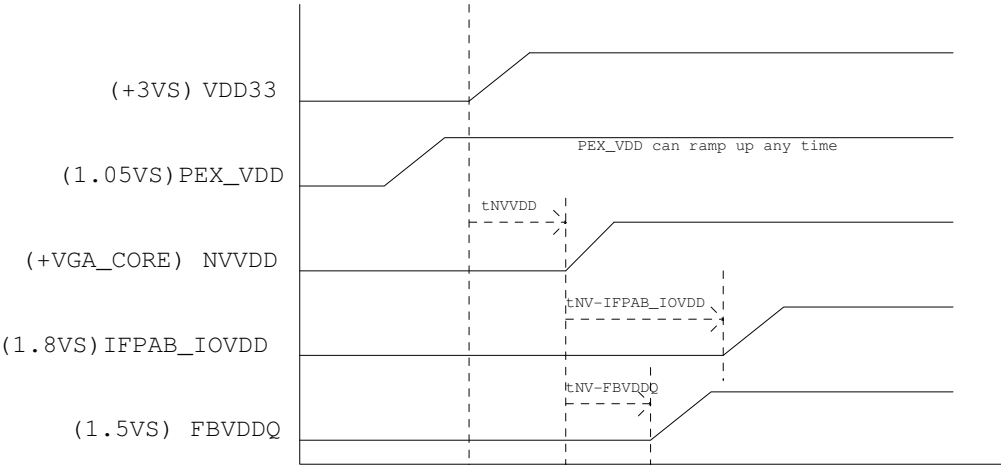 (+3VS) VDD33
PEX_VDD can ramp up any time
(1.05VS) PEX_VDD
tNVVDD
(+VGA_CORE) NVVDD
tNV-IFPAB_IOVDD
(1.8VS) IFPAB_IOVDD
tNV-FBVDDQ
(1.5VS) FBVDDQ